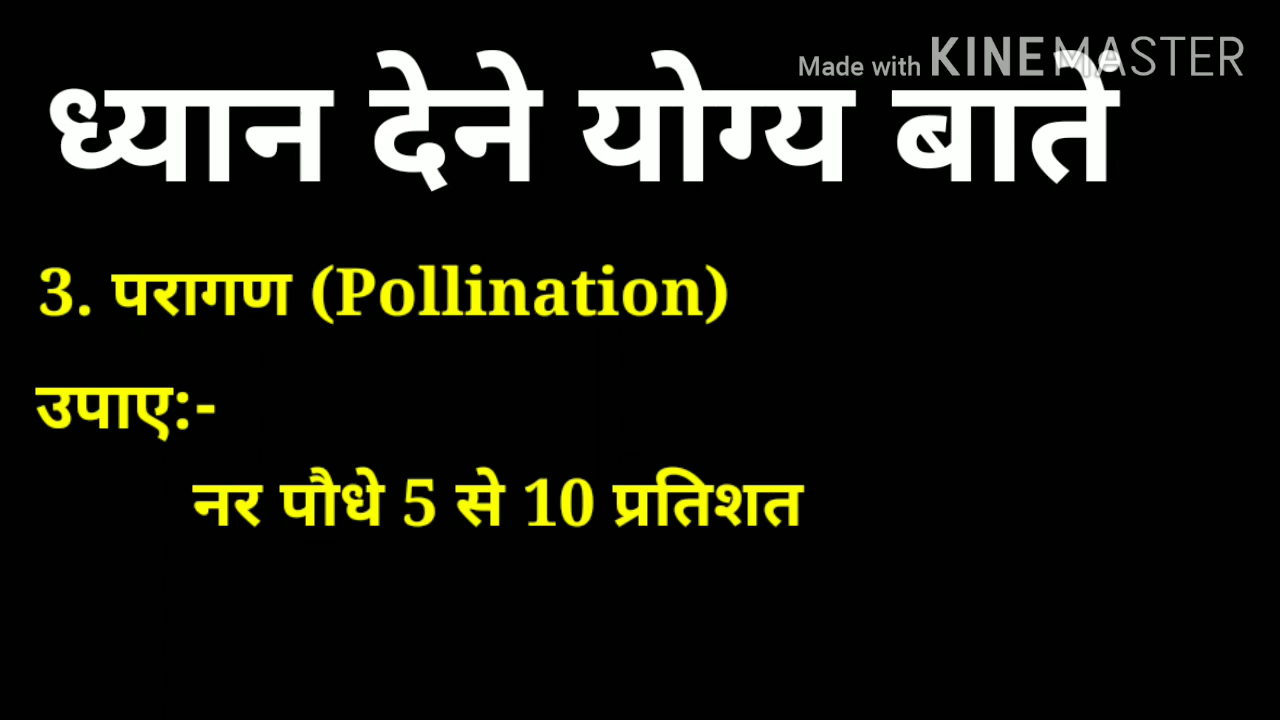 Made with KINEMASTER
ध्यान देने योग्य बातें
3. परागण (Pollination)
उपाए:-
नर पौधे 5 से 10 प्रतिशत